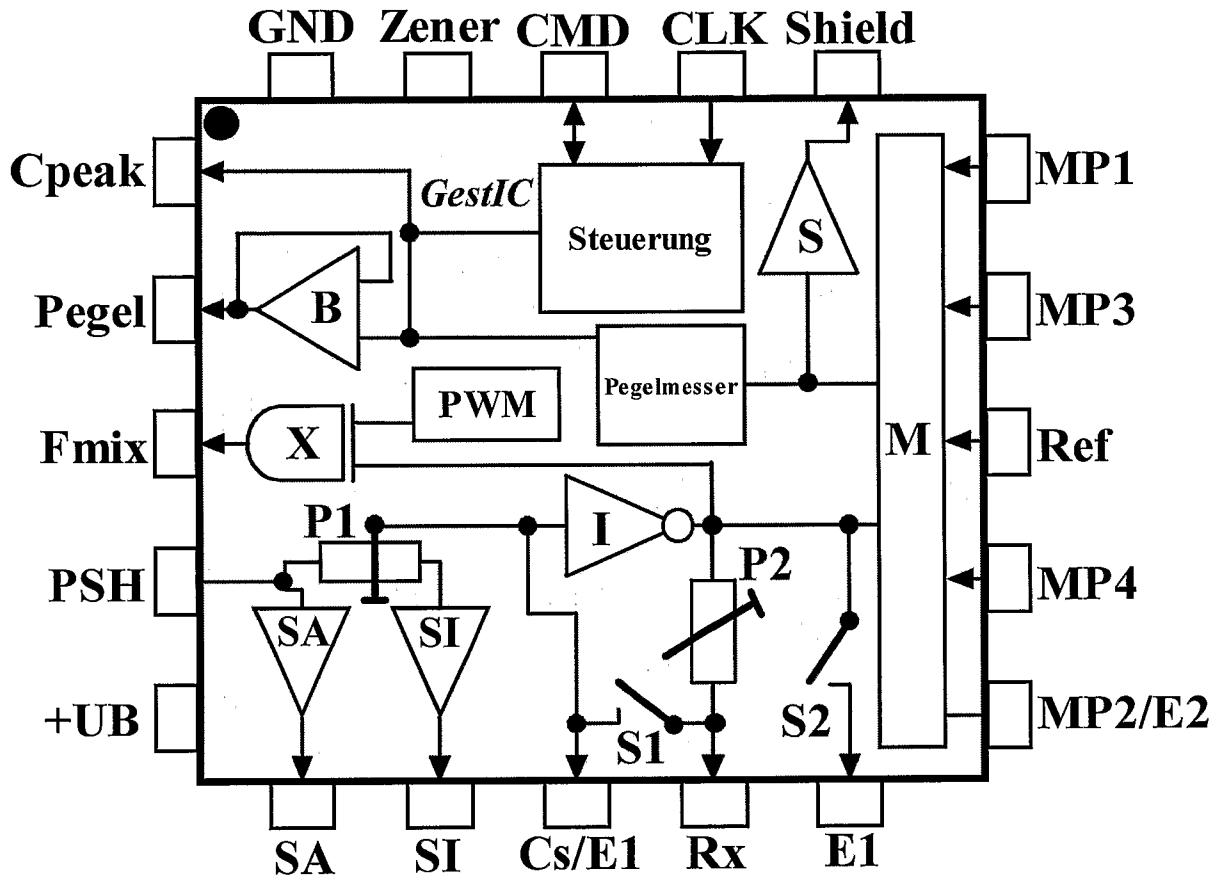 GND Zener CMD CLK Shield
Cpeak
GestIC
Steuerung
S
MP1
Pegel
B
MP3
Pegelmesser
PWM
Fmix
X
M
Ref
P1
I
P2
PSH
MP4
SA
SI
+UB
S1
S2
MP2/E2
SA SI Cs/E1 Rx E1